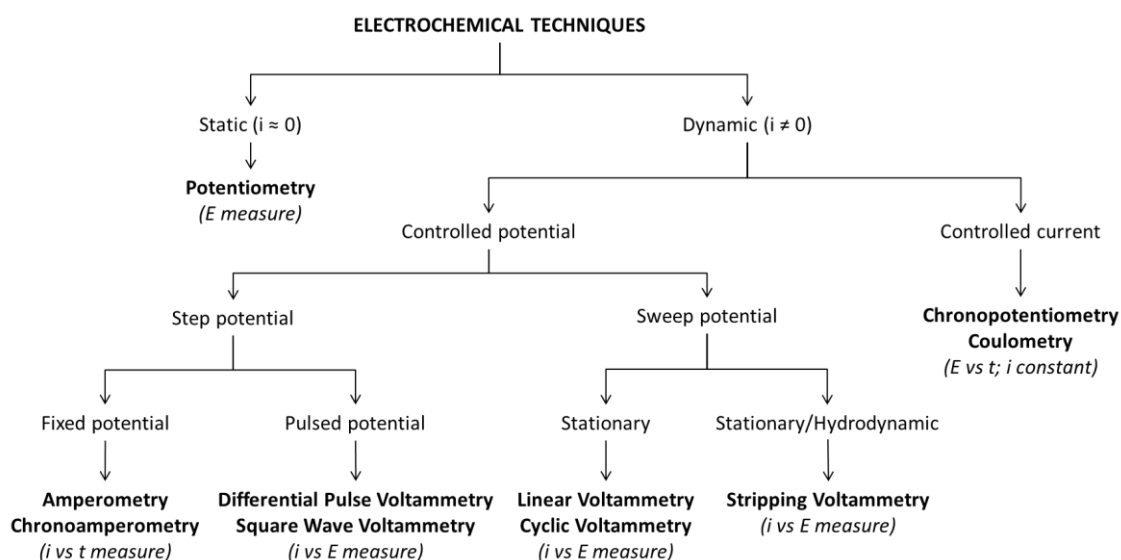 ELECTROCHEMICAL TECHNIQUES
Static (i ≈ 0)
Dynamic (i ≠ 0)
Potentiometry
(E measure)
Controlled potential
Controlled current
Step potential
Sweep potential
Chronopotentiometry
Coulometry
(E vs t; i constant)
Fixed potential
Pulsed potential
Stationary
Stationary/Hydrodynamic
Amperometry
Chronoamperometry
(i vs t measure)
Differential Pulse Voltammetry
Square Wave Voltammetry
(i vs E measure)
Linear Voltammetry
Cyclic Voltammetry
(i vs E measure)
Stripping Voltammetry
(i vs E measure)